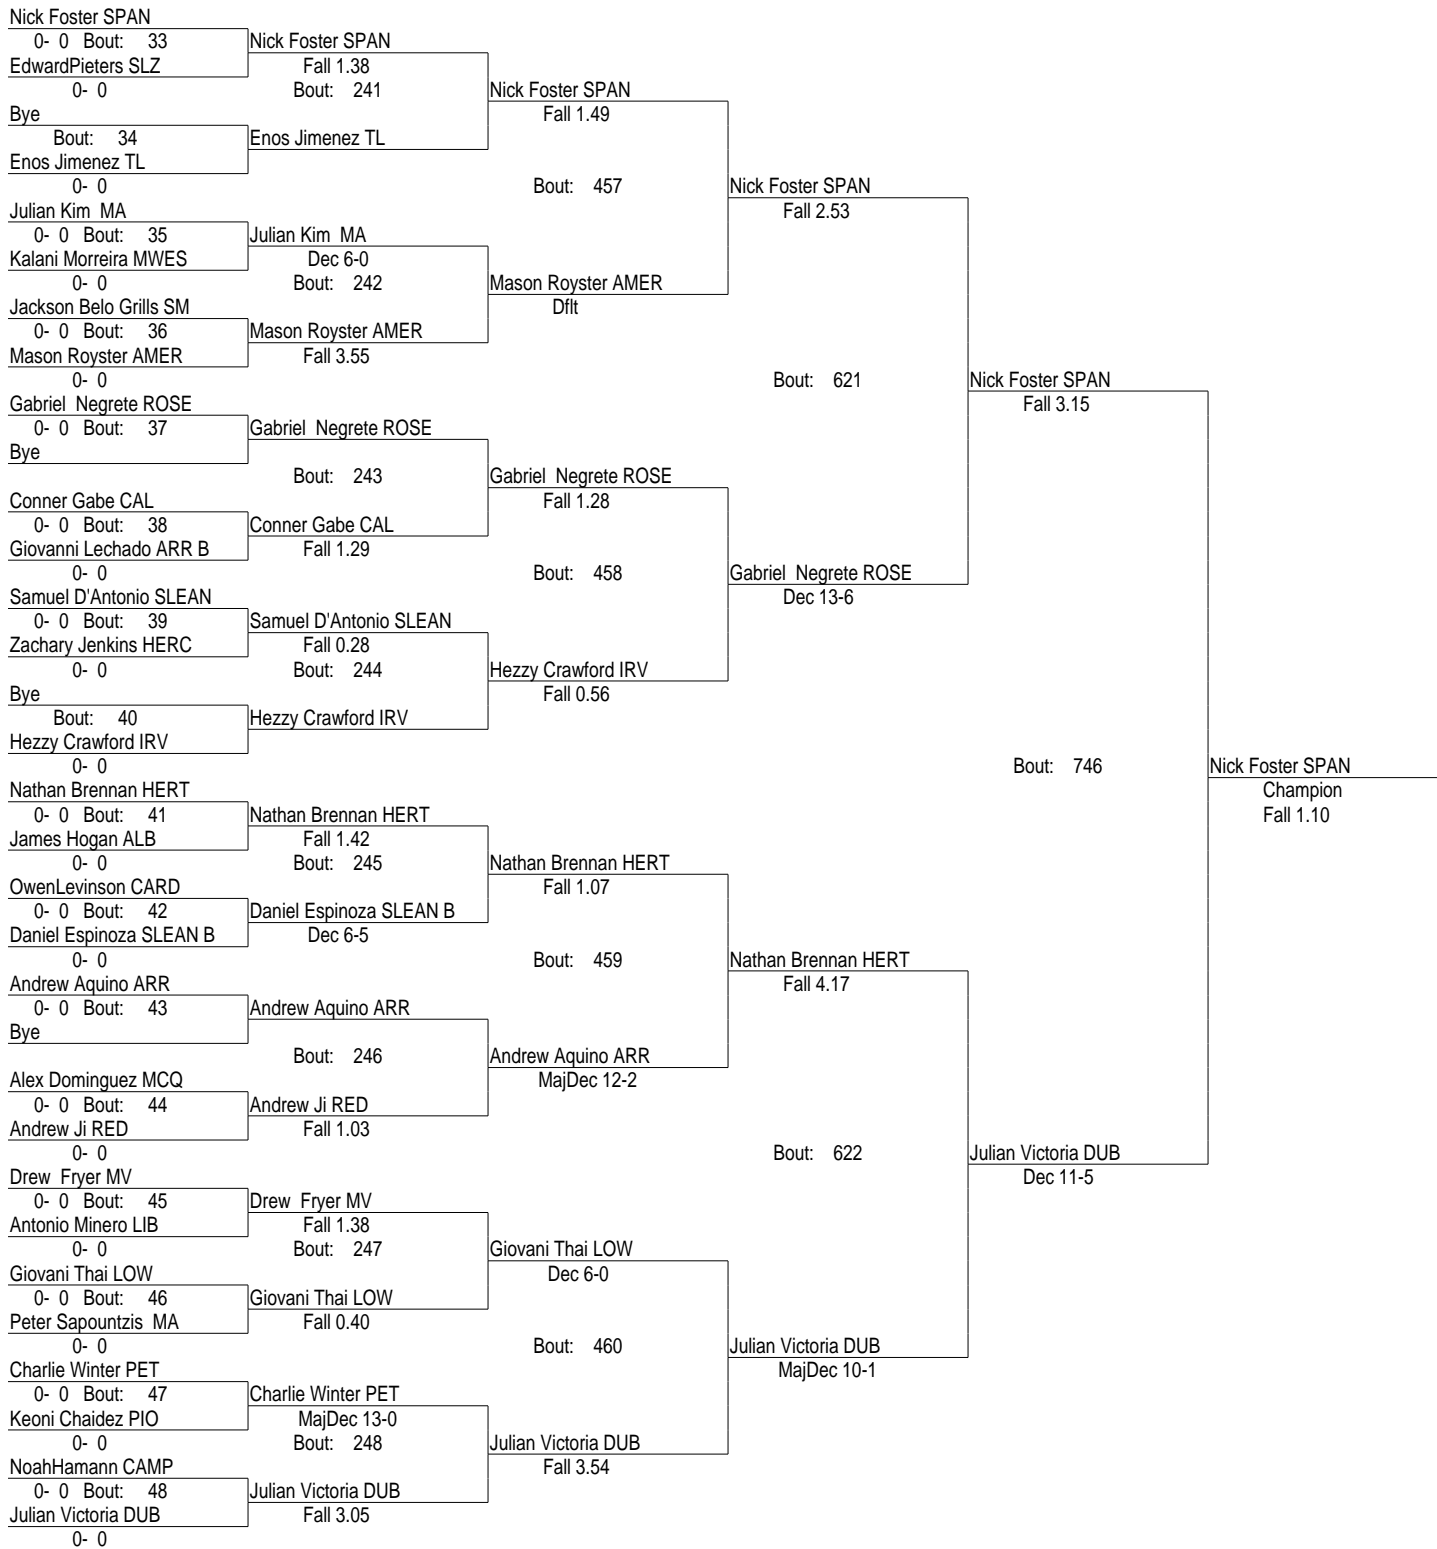 Nick Foster SPAN
0- 0 Bout: 33 Nick Foster SPAN
EdwardPieters SLZ Fall 1.38
0- 0 Bout: 241 Nick Foster SPAN
Bye Fall 1.49
Bout: 34 Enos Jimenez TL
Enos Jimenez TL
0- 0 Bout: 457 Nick Foster SPAN
Julian Kim MA Fall 2.53
0- 0 Bout: 35 Julian Kim MA
Kalani Morreira MWES Dec 6-0
0- 0 Bout: 242 Mason Royster AMER
Jackson Belo Grills SM Dflt
0- 0 Bout: 36 Mason Royster AMER
Mason Royster AMER Fall 3.55
0- 0 Bout: 621 Nick Foster SPAN
Gabriel Negrete ROSE Fall 3.15
0- 0 Bout: 37 Gabriel Negrete ROSE
Bye
Bout: 243 Gabriel Negrete ROSE
Conner Gabe CAL Fall 1.28
0- 0 Bout: 38 Conner Gabe CAL
Giovanni Lechado ARR B Fall 1.29
0- 0 Bout: 458 Gabriel Negrete ROSE
Samuel D'Antonio SLEAN Dec 13-6
0- 0 Bout: 39 Samuel D'Antonio SLEAN
Zachary Jenkins HERC Fall 0.28
0- 0 Bout: 244 Hezzy Crawford IRV
Bye Fall 0.56
Bout: 40 Hezzy Crawford IRV
Hezzy Crawford IRV
0- 0 Bout: 746 Nick Foster SPAN
Nathan Brennan HERT Champion
0- 0 Bout: 41 Nathan Brennan HERT Fall 1.10
James Hogan ALB Fall 1.42
0- 0 Bout: 245 Nathan Brennan HERT
OwenLevinson CARD Fall 1.07
0- 0 Bout: 42 Daniel Espinoza SLEAN B
Daniel Espinoza SLEAN B Dec 6-5
0- 0 Bout: 459 Nathan Brennan HERT
Andrew Aquino ARR Fall 4.17
0- 0 Bout: 43 Andrew Aquino ARR
Bye
Bout: 246 Andrew Aquino ARR
Alex Dominguez MCQ MajDec 12-2
0- 0 Bout: 44 Andrew Ji RED
Andrew Ji RED Fall 1.03
0- 0 Bout: 622 Julian Victoria DUB
Drew Fryer MV Dec 11-5
0- 0 Bout: 45 Drew Fryer MV
Antonio Minero LIB Fall 1.38
0- 0 Bout: 247 Giovani Thai LOW
Giovani Thai LOW Dec 6-0
0- 0 Bout: 46 Giovani Thai LOW
Peter Sapountzis MA Fall 0.40
0- 0 Bout: 460 Julian Victoria DUB
Charlie Winter PET MajDec 10-1
0- 0 Bout: 47 Charlie Winter PET
Keoni Chaidez PIO MajDec 13-0
0- 0 Bout: 248 Julian Victoria DUB
NoahHamann CAMP Fall 3.54
0- 0 Bout: 48 Julian Victoria DUB
Julian Victoria DUB Fall 3.05
0- 0